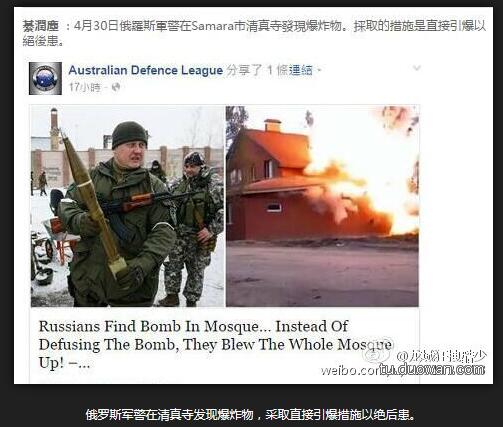 綦潤塵 ：4月30日俄羅斯軍警在Samara市清真寺發現爆炸物。採取的措施是直接引爆以
絕後患。
Australian Defence League 分享了 1 條連結。
17小時 ·
Russians Find Bomb In Mosque... Instead Of
Defusing The Bomb, They Blew The Whole Mosque
Up! –...
tu.duowan.com
俄罗斯军警在清真寺发现爆炸物，采取直接引爆措施以绝后患。